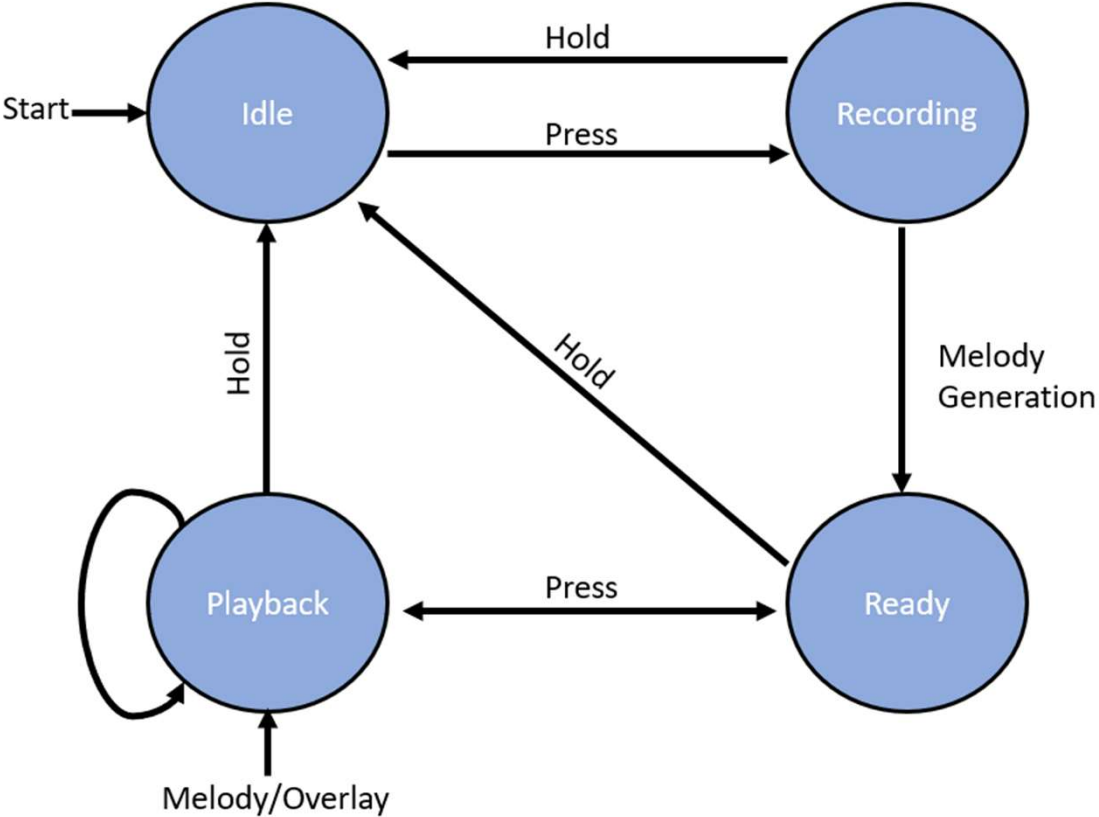 Hold
Start
Idle
Recording
Press
Hold
Hold
Melody
Generation
Playback
Press
Ready
Melody/Overlay